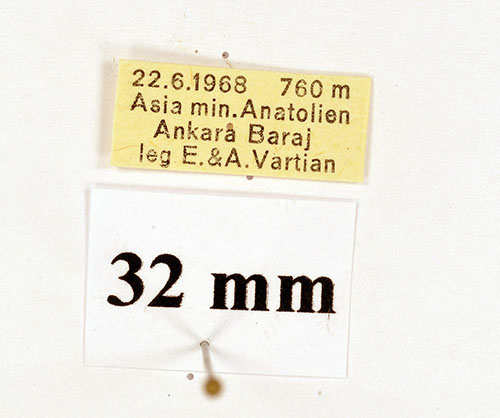 22.6.1968 760 m
Asia min.Anatolien
Ankara Baraj
leg E.&A.Vartian
32 mm